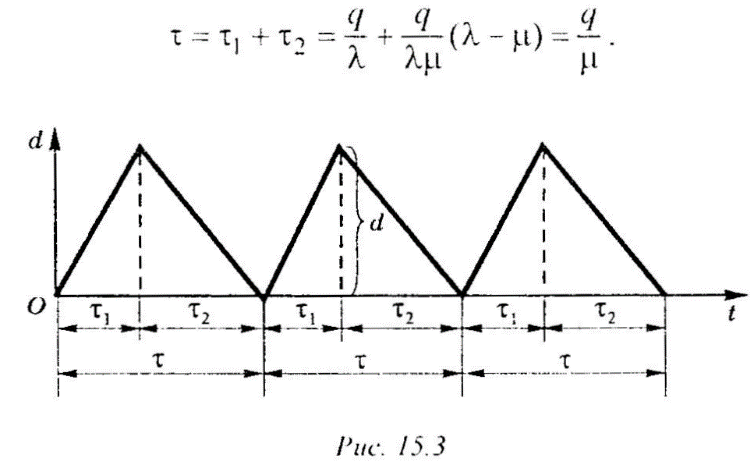 τ = τ₁ + τ₂ = q/λ + q/λμ (λ − μ) = q/μ .
d
d
O τ₁ τ₂ τ₁ τ₂ τ₁ τ₂ t
τ τ τ
Рис. 15.3